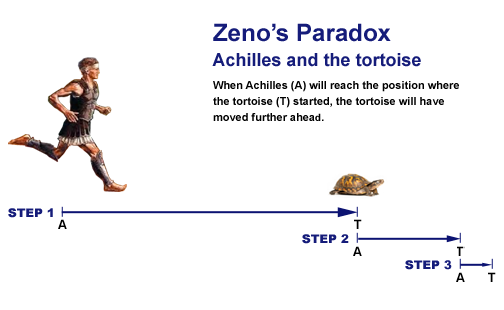 Zeno's Paradox
Achilles and the tortoise
When Achilles (A) will reach the position where
the tortoise (T) started, the tortoise will have
moved further ahead.
STEP 1
A
T
STEP 2
A
T
STEP 3
A
T